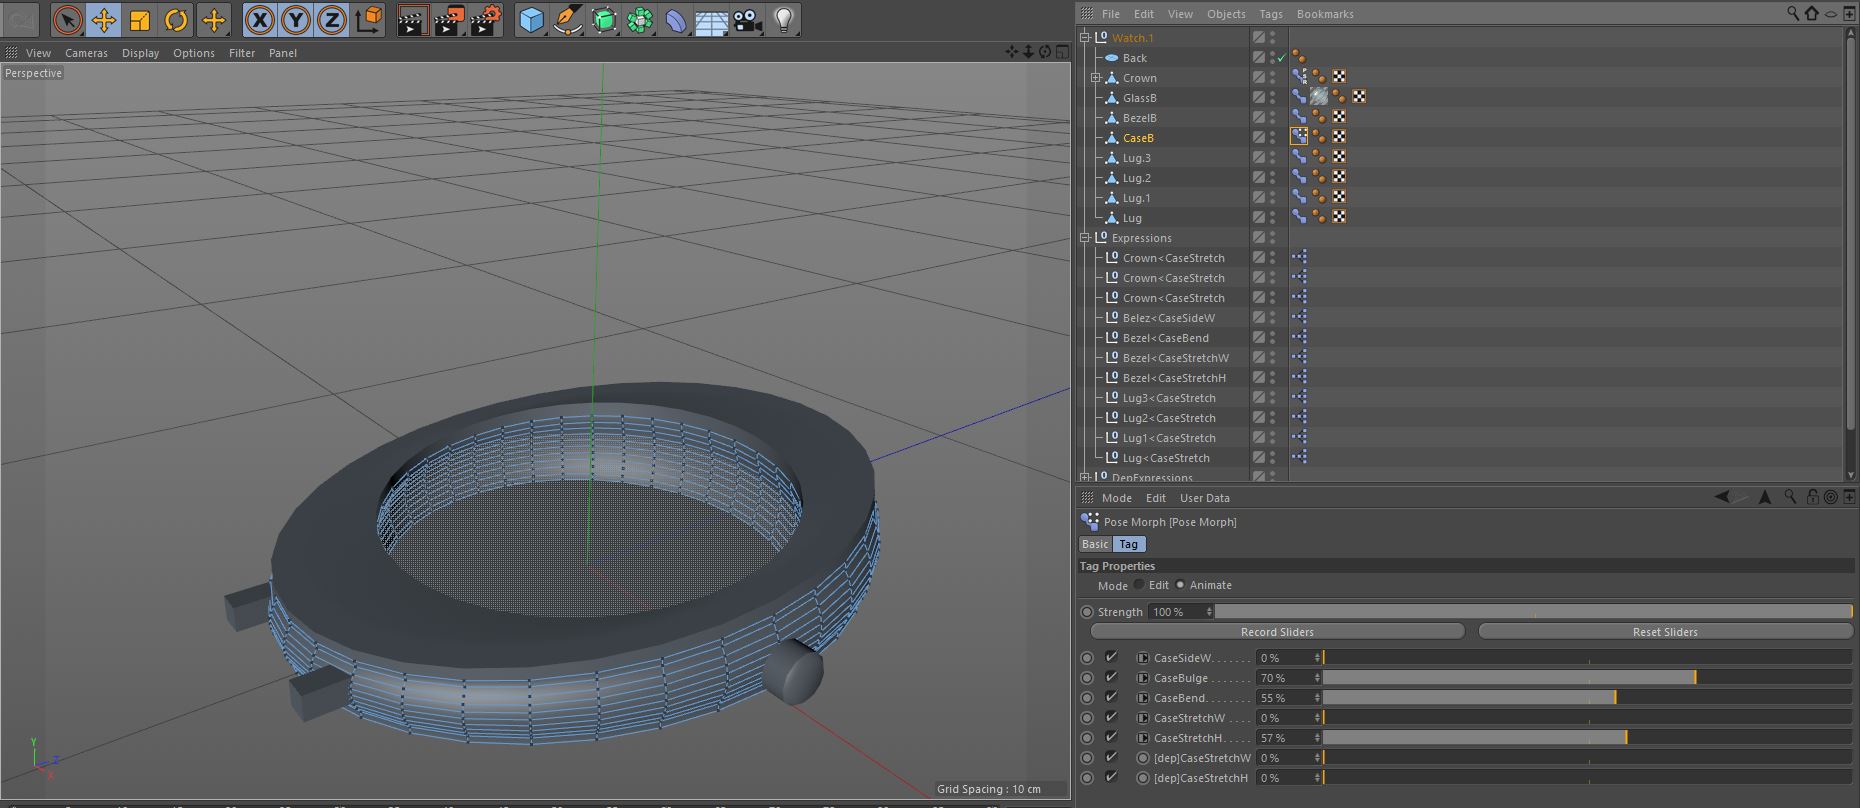 File Edit View Objects Tags Bookmarks
X Y Z
View Cameras Display Options Filter Panel
Perspective
Watch.1
Back
Crown
GlassB
BezelB
CaseB
Lug.3
Lug.2
Lug.1
Lug
Expressions
Crown<CaseStretch
Crown<CaseStretch
Crown<CaseStretch
Belez<CaseSideW
Bezel<CaseBend
Bezel<CaseStretchW
Bezel<CaseStretchH
Lug3<CaseStretch
Lug2<CaseStretch
Lug1<CaseStretch
Lug<CaseStretch
DepExpressions
Mode Edit User Data
Pose Morph [Pose Morph]
Basic Tag
Tag Properties
Mode Edit Animate
Strength 100 %
Record Sliders Reset Sliders
CaseSideW....... 0 %
CaseBulge ....... 70 %
CaseBend....... 55 %
CaseStretchW .... 0 %
CaseStretchH..... 57 %
[dep]CaseStretchW 0 %
[dep]CaseStretchH 0 %
Y
Z
X
Grid Spacing : 10 cm